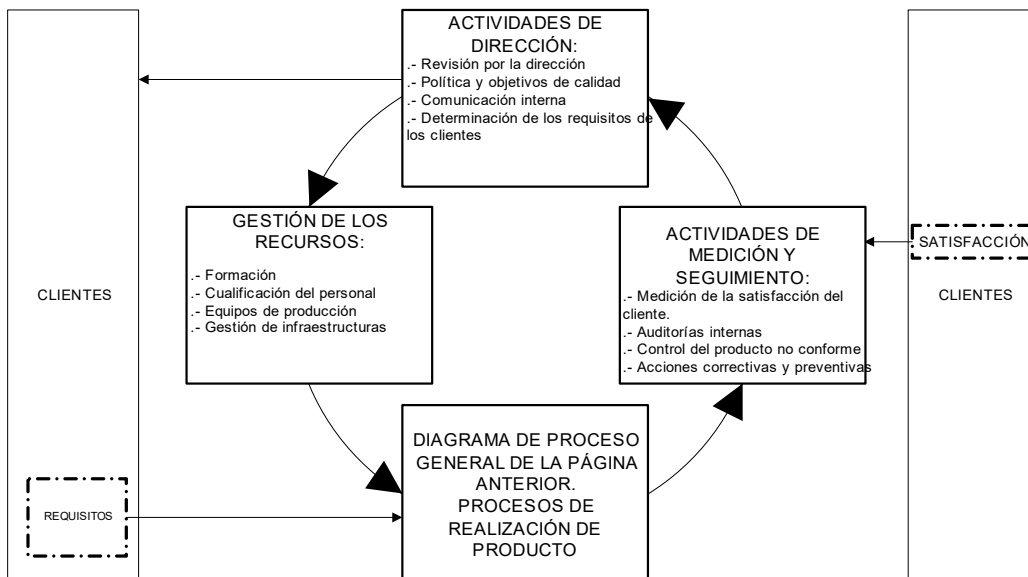 ACTIVIDADES DE
DIRECCIÓN:
.- Revisión por la dirección
.- Política y objetivos de calidad
.- Comunicación interna
.- Determinación de los requisitos de
los clientes
GESTIÓN DE LOS
RECURSOS:
.- Formación
.- Cualificación del personal
.- Equipos de producción
.- Gestión de infraestructuras
ACTIVIDADES DE
MEDICIÓN Y
SEGUIMIENTO:
.- Medición de la satisfacción del
cliente.
.- Auditorías internas
.- Control del producto no conforme
.- Acciones correctivas y preventivas
SATISFACCIÓN
CLIENTES
CLIENTES
DIAGRAMA DE PROCESO
GENERAL DE LA PÁGINA
ANTERIOR.
PROCESOS DE
REALIZACIÓN DE
PRODUCTO
REQUISITOS